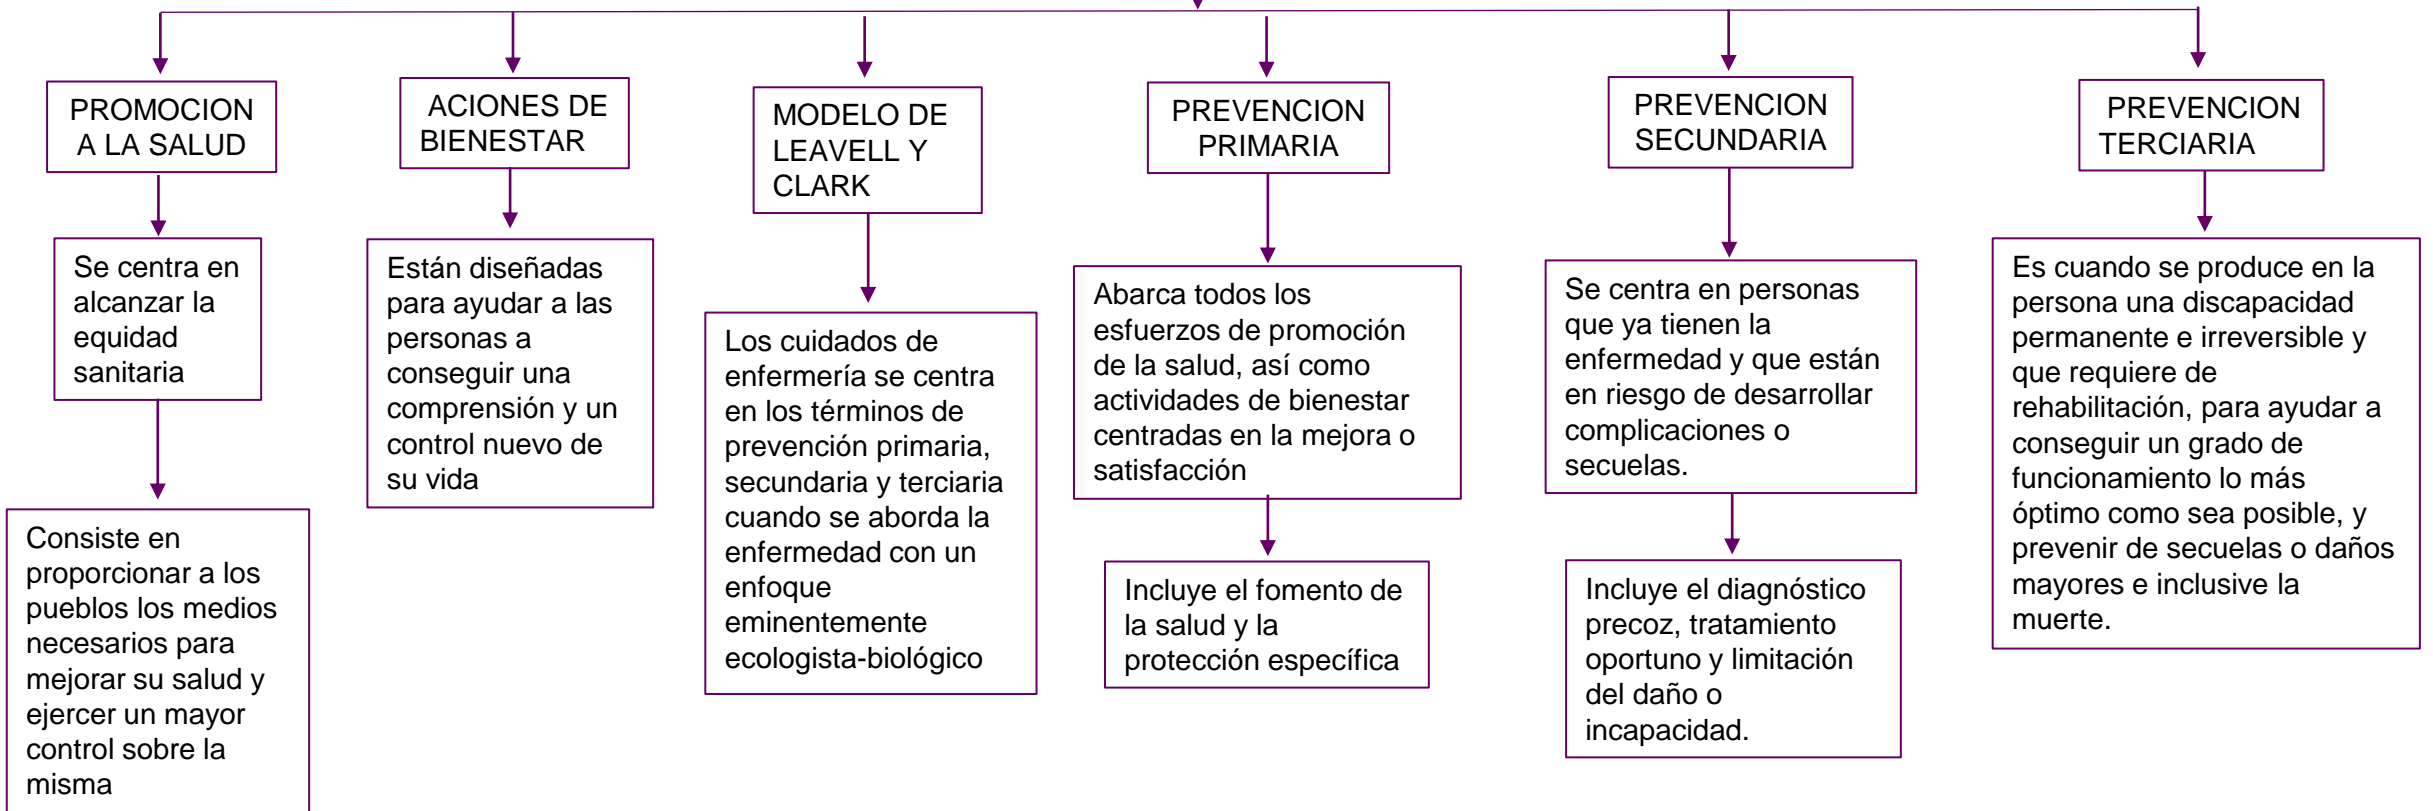 PROMOCION
A LA SALUD
Se centra en
alcanzar la
equidad
sanitaria
Consiste en
proporcionar a los
pueblos los medios
necesarios para
mejorar su salud y
ejercer un mayor
control sobre la
misma
ACIONES DE
BIENESTAR
Están diseñadas
para ayudar a las
personas a
conseguir una
comprensión y un
control nuevo de
su vida
MODELO DE
LEAVELL Y
CLARK
Los cuidados de
enfermería se centra
en los términos de
prevención primaria,
secundaria y terciaria
cuando se aborda la
enfermedad con un
enfoque
eminentemente
ecologista-biológico
PREVENCION
PRIMARIA
Abarca todos los
esfuerzos de promoción
de la salud, así como
actividades de bienestar
centradas en la mejora o
satisfacción
Incluye el fomento de
la salud y la
protección específica
PREVENCION
SECUNDARIA
Se centra en personas
que ya tienen la
enfermedad y que están
en riesgo de desarrollar
complicaciones o
secuelas.
Incluye el diagnóstico
precoz, tratamiento
oportuno y limitación
del daño o
incapacidad.
PREVENCION
TERCIARIA
Es cuando se produce en la
persona una discapacidad
permanente e irreversible y
que requiere de
rehabilitación, para ayudar a
conseguir un grado de
funcionamiento lo más
óptimo como sea posible, y
prevenir de secuelas o daños
mayores e inclusive la
muerte.